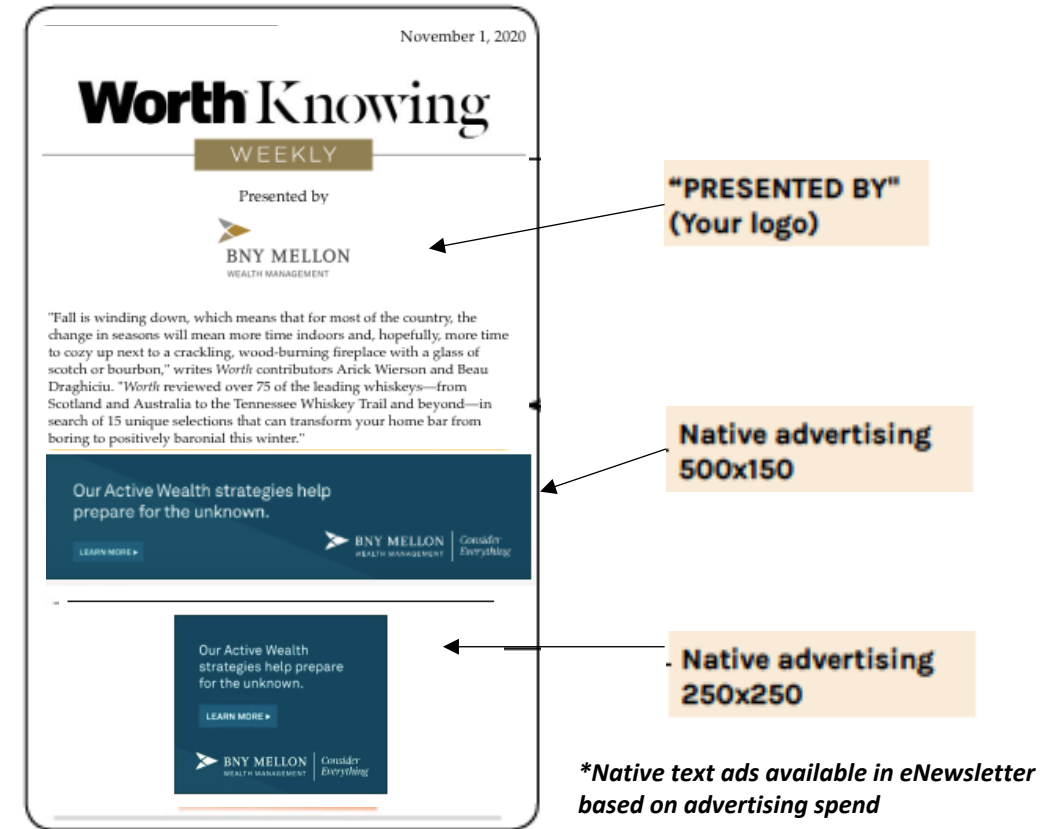 November 1, 2020
Worth Knowing
WEEKLY
Presented by
BNY MELLON
WEALTH MANAGEMENT
"Fall is winding down, which means that for most of the country, the
change in seasons will mean more time indoors and, hopefully, more time
to cozy up next to a crackling, wood-burning fireplace with a glass of
scotch or bourbon," writes Worth contributors Arick Wierson and Beau
Draghiciu. "Worth reviewed over 75 of the leading whiskeys—from
Scotland and Australia to the Tennessee Whiskey Trail and beyond—in
search of 15 unique selections that can transform your home bar from
boring to positively baronial this winter."
Our Active Wealth strategies help
prepare for the unknown.
LEARN MORE ▸
BNY MELLON
WEALTH MANAGEMENT
Consider
Everything
Our Active Wealth
strategies help prepare
for the unknown.
LEARN MORE ▸
BNY MELLON
WEALTH MANAGEMENT
Consider
Everything
“PRESENTED BY"
(Your logo)
Native advertising
500x150
Native advertising
250x250
*Native text ads available in eNewsletter
based on advertising spend